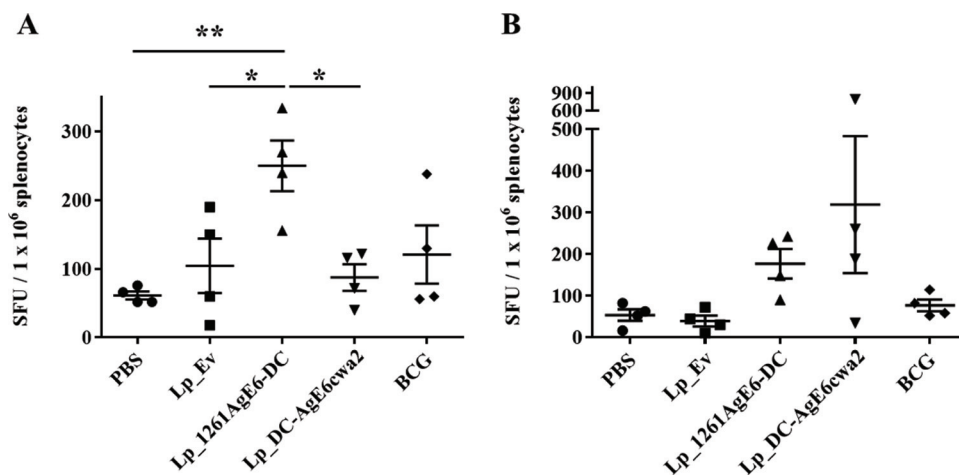 A
**
*
*
SFU / 1 x 10⁶ splenocytes
300
200
100
0
PBS
Lp_Ev
Lp_1261AgE6-DC
Lp_DC-AgE6cwa2
BCG
B
SFU / 1 x 10⁶ splenocytes
900
600
500
400
300
200
100
0
PBS
Lp_Ev
Lp_1261AgE6-DC
Lp_DC-AgE6cwa2
BCG